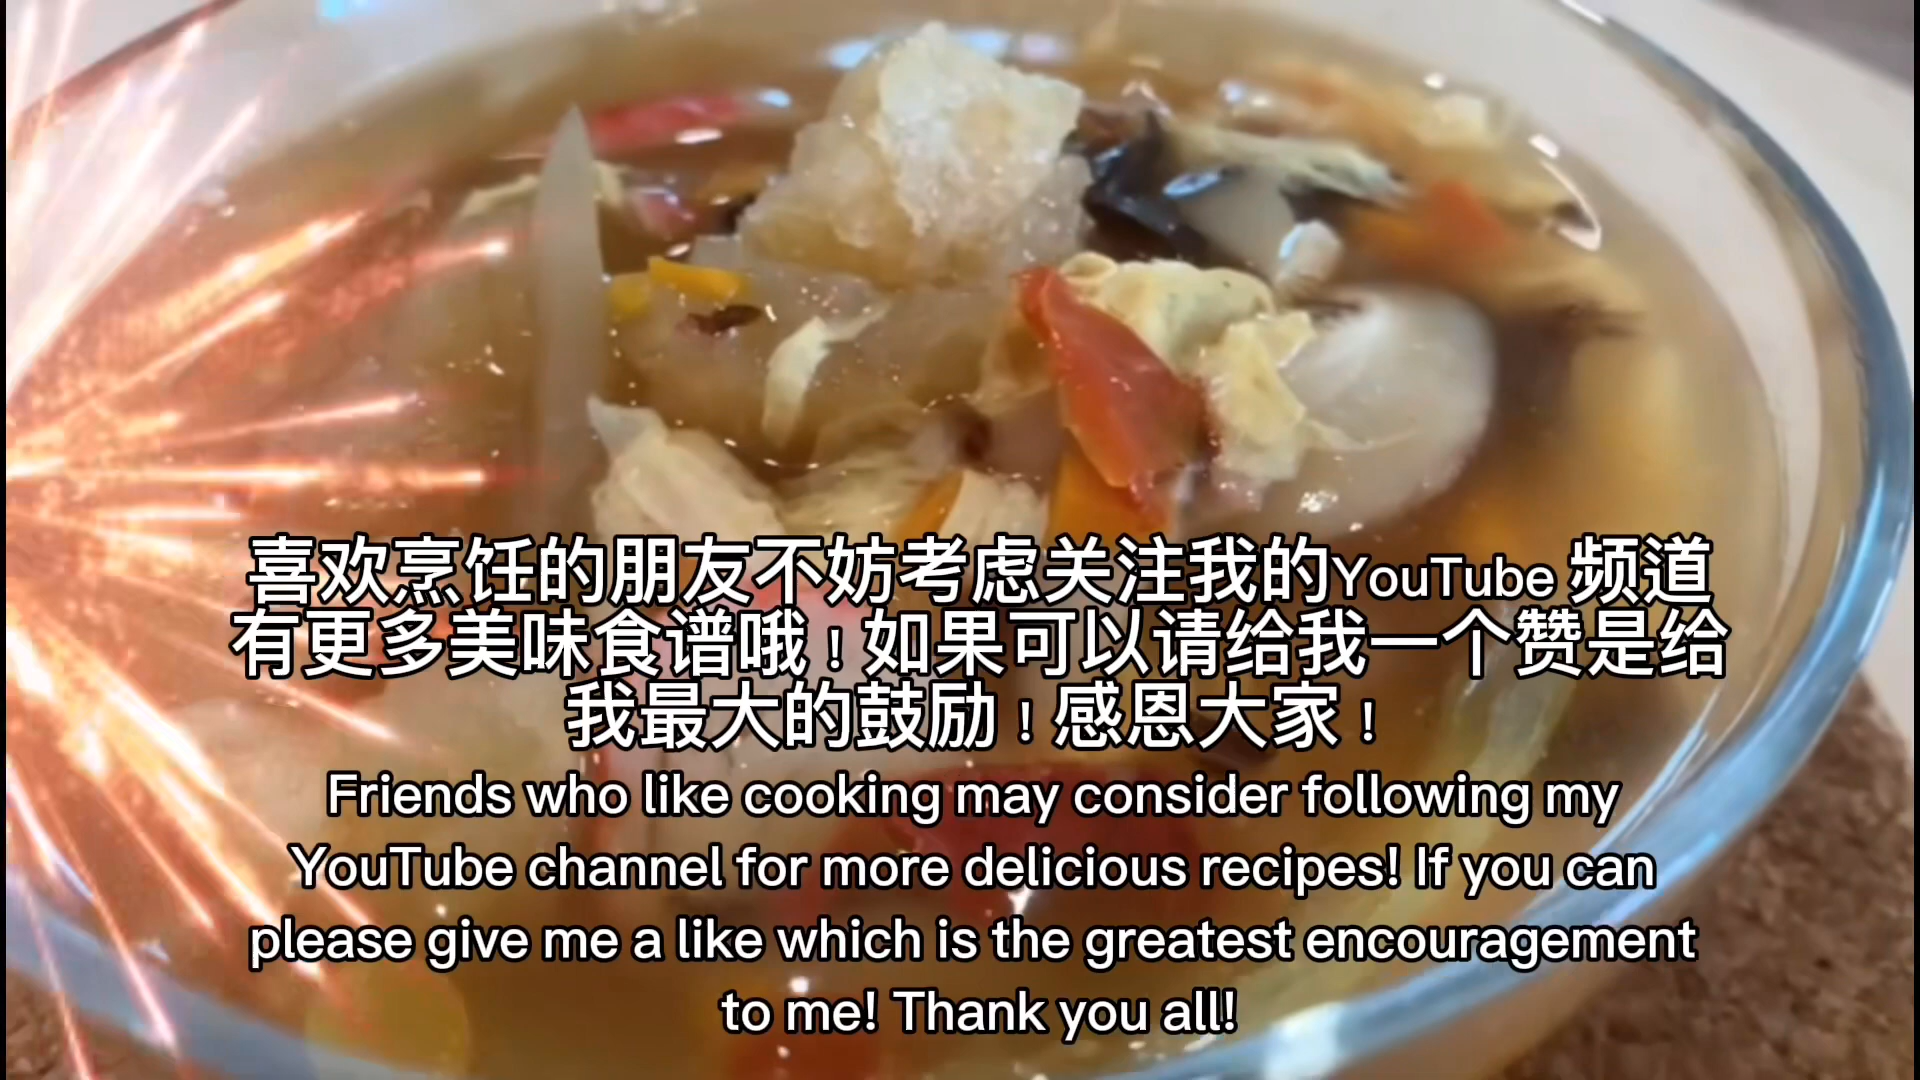 喜欢烹饪的朋友不妨考虑关注我的YouTube 频道
有更多美味食谱哦！如果可以请给我一个赞是给
我最大的鼓励！感恩大家！
Friends who like cooking may consider following my
YouTube channel for more delicious recipes! If you can
please give me a like which is the greatest encouragement
to me! Thank you all!